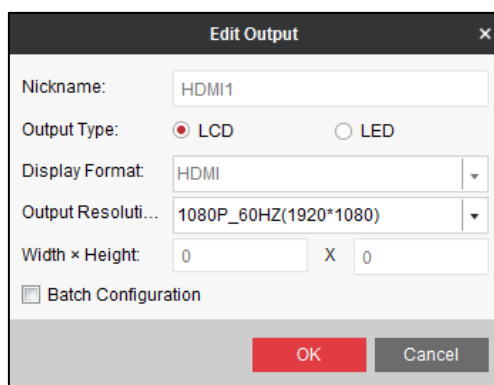 Edit Output ×
Nickname: HDMI1
Output Type: LCD LED
Display Format: HDMI
Output Resoluti... 1080P_60HZ(1920*1080)
Width × Height: 0 X 0
Batch Configuration
OK Cancel